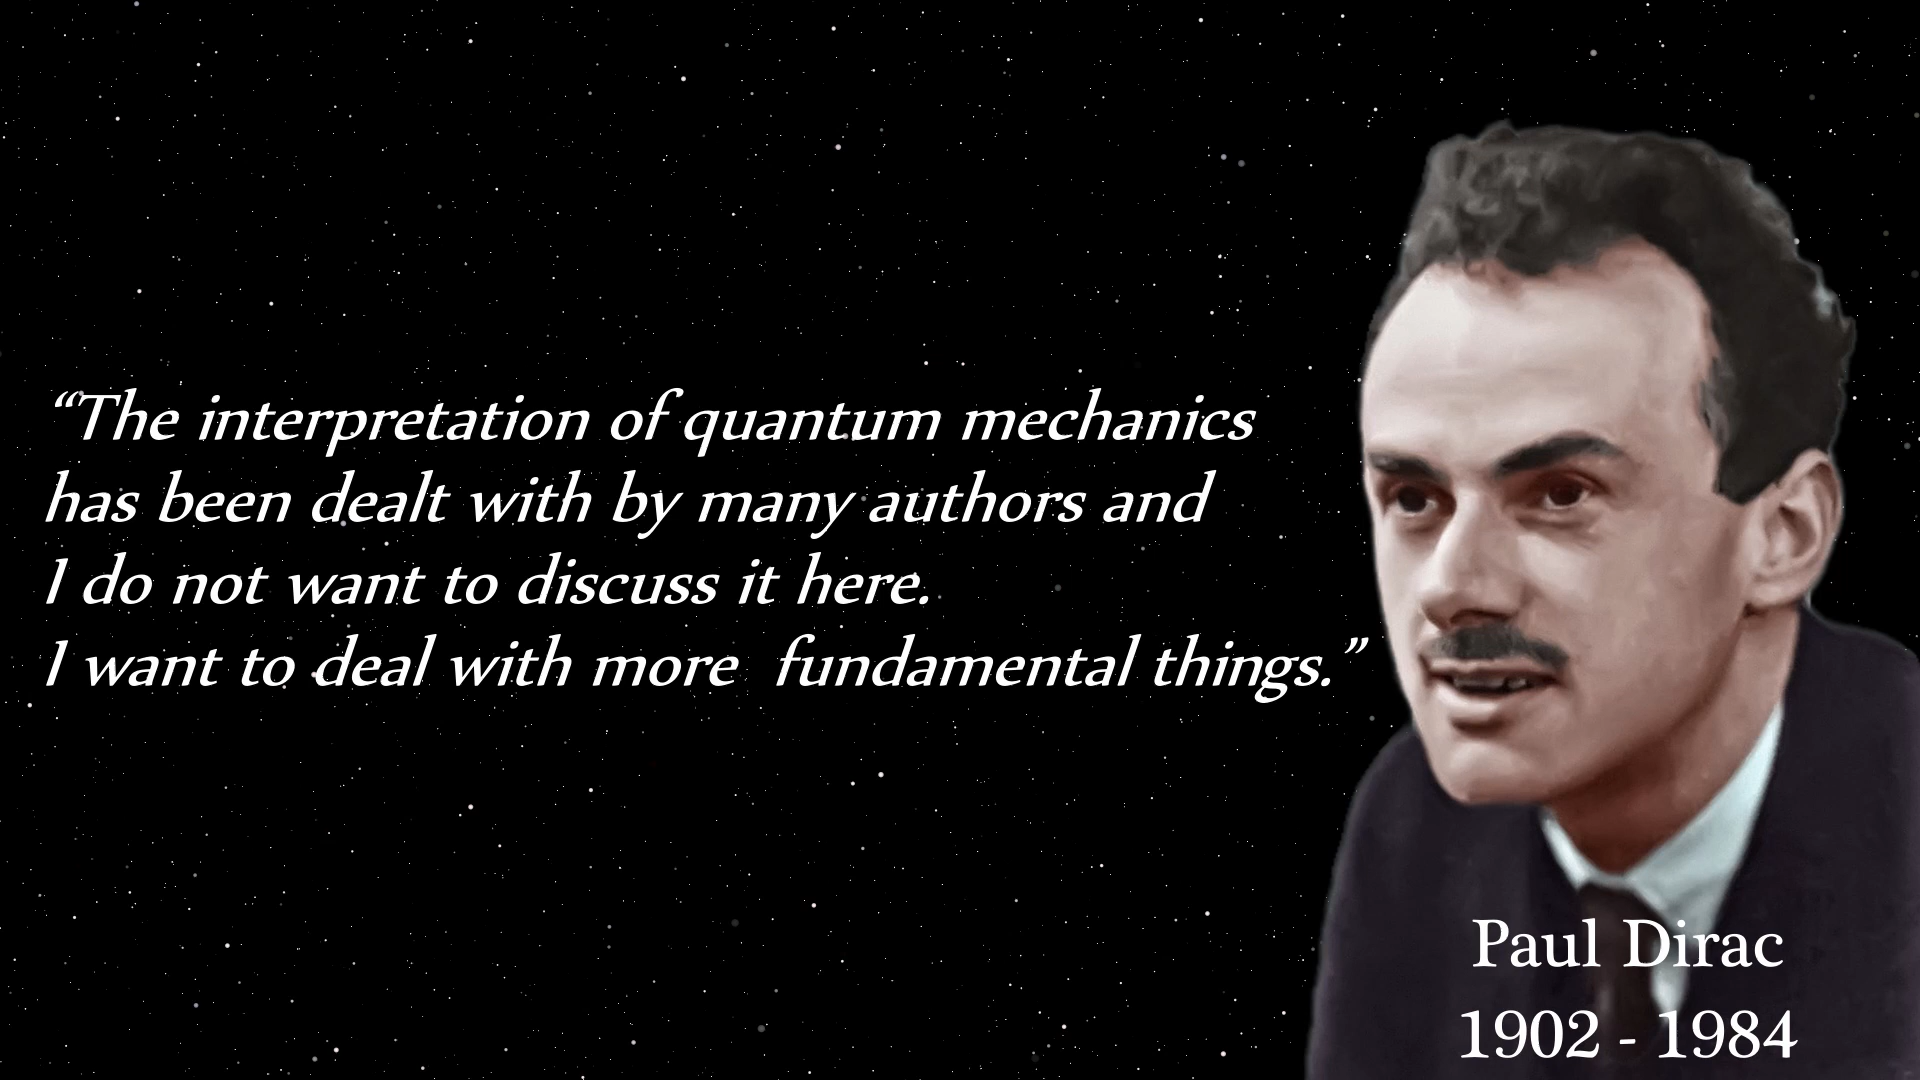 “The interpretation of quantum mechanics
has been dealt with by many authors and
I do not want to discuss it here.
I want to deal with more fundamental things.”
Paul Dirac
1902 - 1984